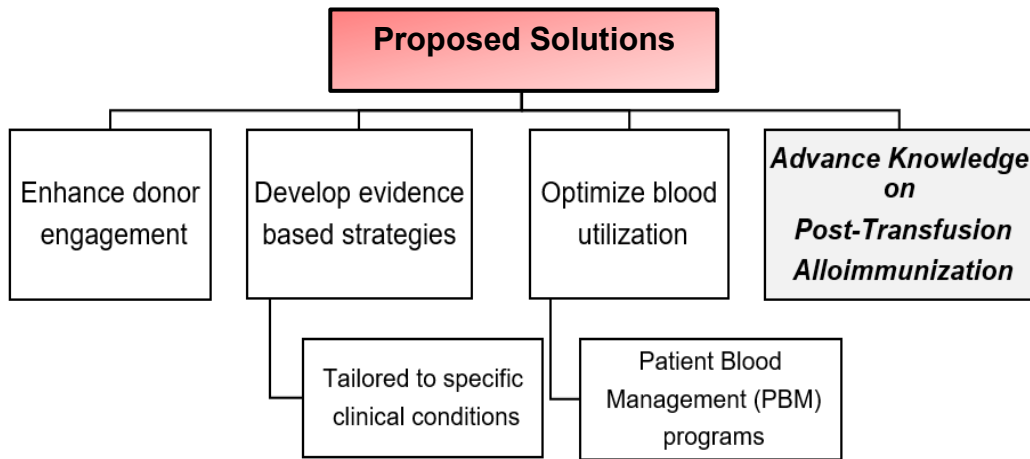 Proposed Solutions
Enhance donor
engagement
Develop evidence
based strategies
Optimize blood
utilization
Advance Knowledge
on
Post-Transfusion
Alloimmunization
Tailored to specific
clinical conditions
Patient Blood
Management (PBM)
programs